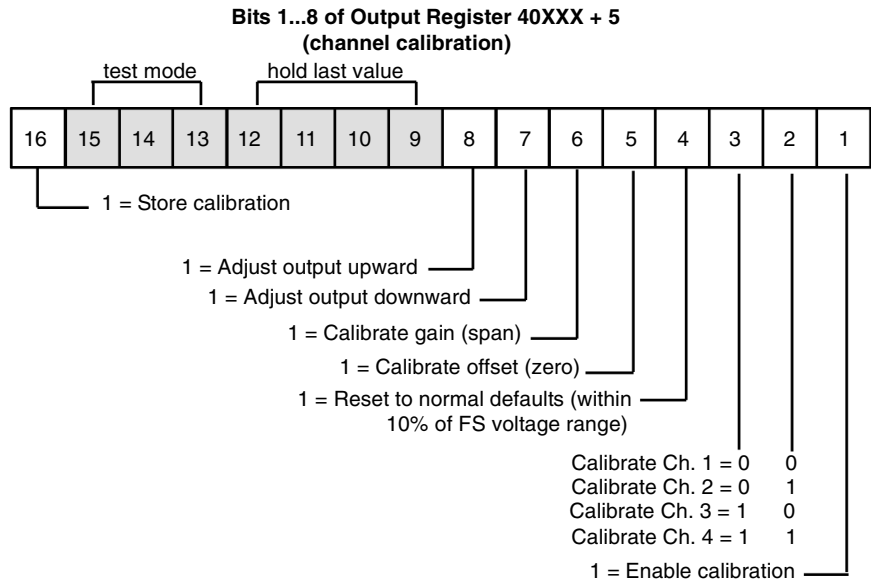 Bits 1...8 of Output Register 40XXX + 5
(channel calibration)
test mode hold last value
16 15 14 13 12 11 10 9 8 7 6 5 4 3 2 1
1 = Store calibration
1 = Adjust output upward
1 = Adjust output downward
1 = Calibrate gain (span)
1 = Calibrate offset (zero)
1 = Reset to normal defaults (within
10% of FS voltage range)
Calibrate Ch. 1 = 0 0
Calibrate Ch. 2 = 0 1
Calibrate Ch. 3 = 1 0
Calibrate Ch. 4 = 1 1
1 = Enable calibration